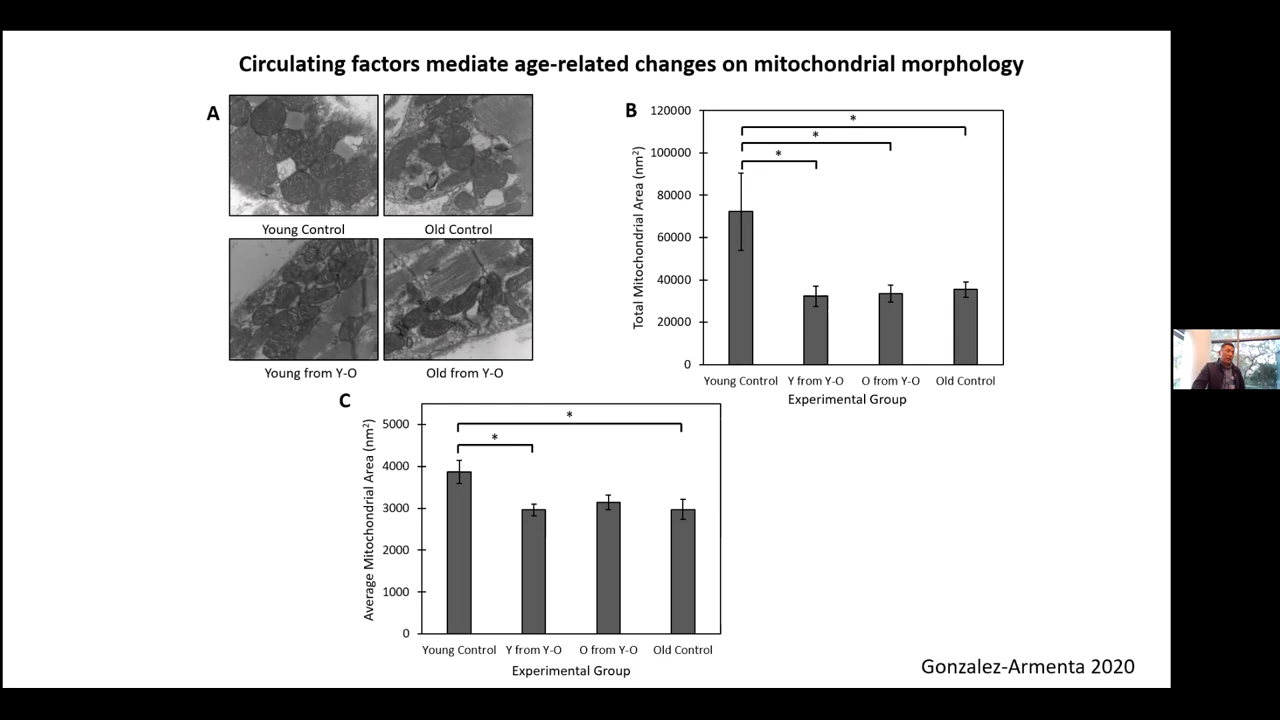 Circulating factors mediate age-related changes on mitochondrial morphology
A
Young Control
Old Control
Young from Y-O
Old from Y-O
B
Total Mitochondrial Area (nm²)
120000
100000
80000
60000
40000
20000
0
*
*
*
Young Control
Y from Y-O
O from Y-O
Old Control
Experimental Group
C
Average Mitochondrial Area (nm²)
5000
4000
3000
2000
1000
0
*
*
Young Control
Y from Y-O
O from Y-O
Old Control
Experimental Group
Gonzalez-Armenta 2020